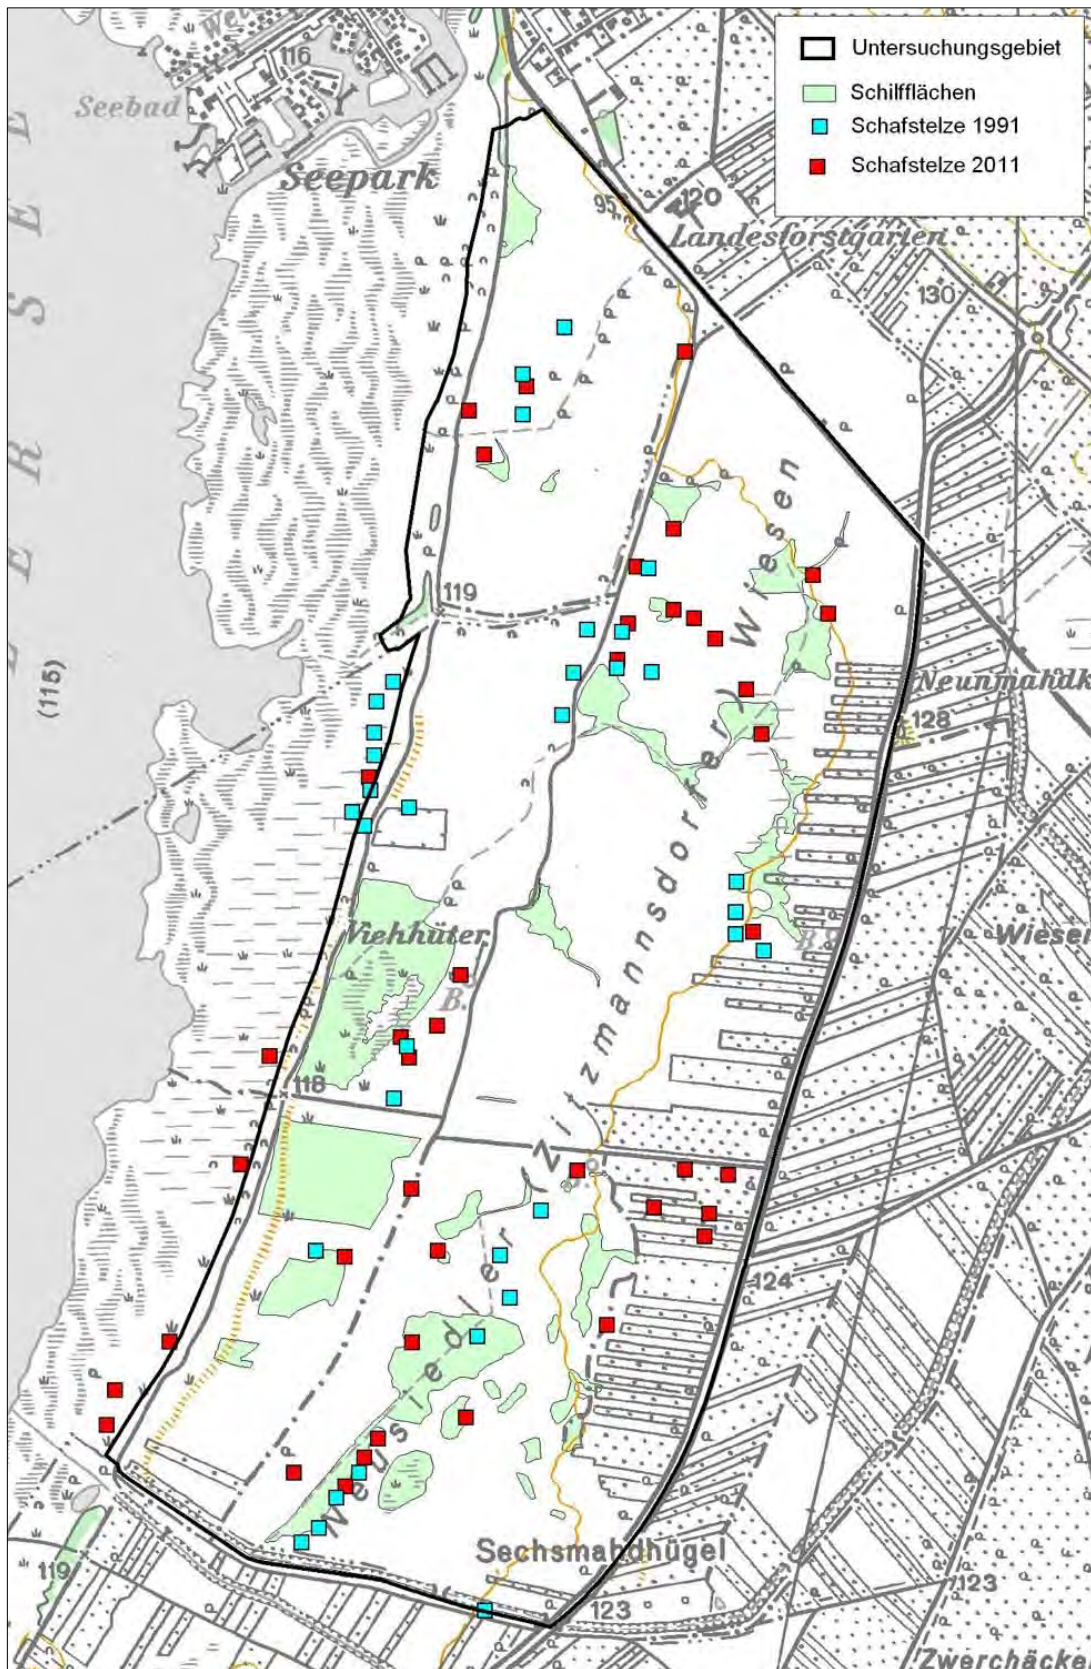 Untersuchungsgebiet
Schilfflächen
Schafstelze 1991
Schafstelze 2011
116
Seebad
Seepark
120
95
Landesforstgarten
130
E R S E E
119
(115)
Neunmahdk
128
Viehhüter
B.
B.
Wiesen
118
(Zitzmannsdorfer) Wiesen
Neusiedler
124
Sechsmahdhügel
119
123
123
Zwerchäcke